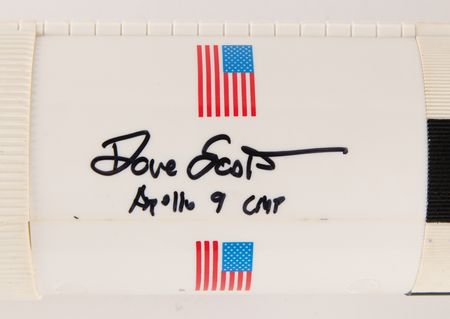 Dave Scott
Apollo 9 CMP